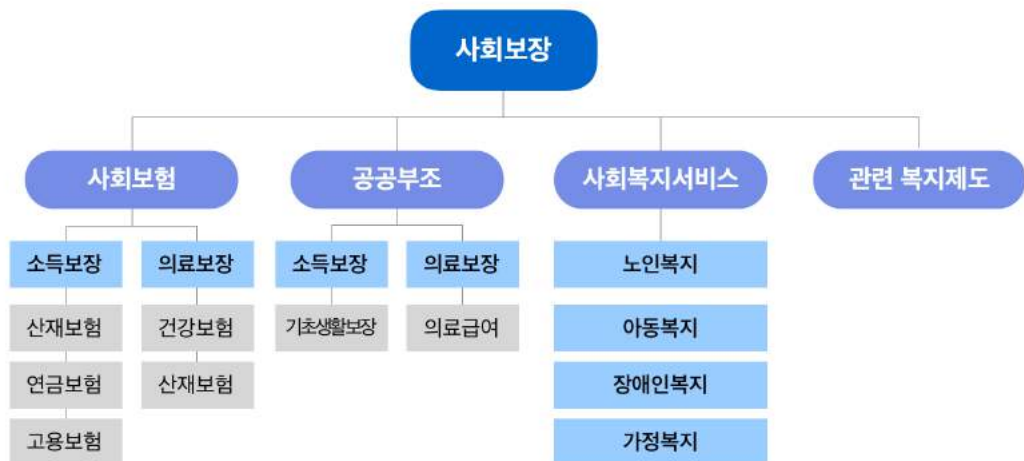 사회보장
사회보험
공공부조
사회복지서비스
관련 복지제도
소득보장
의료보장
소득보장
의료보장
노인복지
산재보험
건강보험
기초생활보장
의료급여
아동복지
연금보험
산재보험
장애인복지
고용보험
가정복지